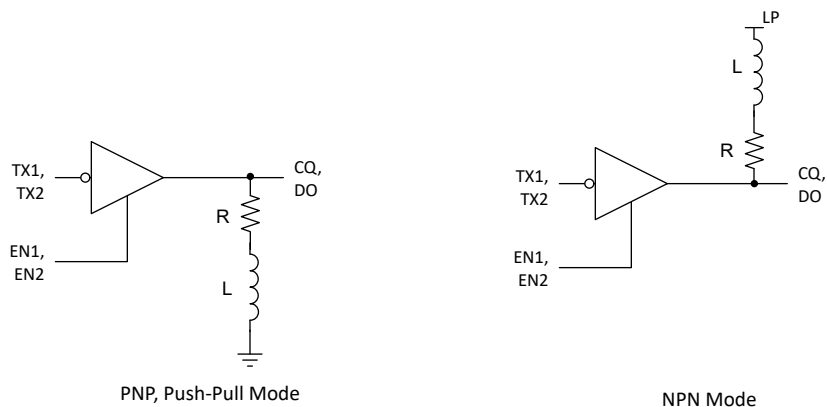 TX1,
TX2
EN1,
EN2
R
L
CQ,
DO
PNP, Push-Pull Mode
LP
L
R
TX1,
TX2
EN1,
EN2
CQ,
DO
NPN Mode